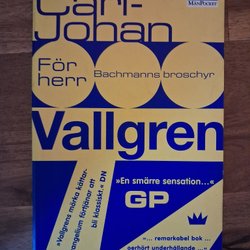 MånPocket
Carl-
Johan
För
herr
Bachmanns broschyr
Vallgren
»Vallgrens mörka kättar-
evangelium förtjänar att
bli klassiskt.« DN
»En smärre sensation...«
GP
»... remarkabel bok ...
oerhört underhållande ...«